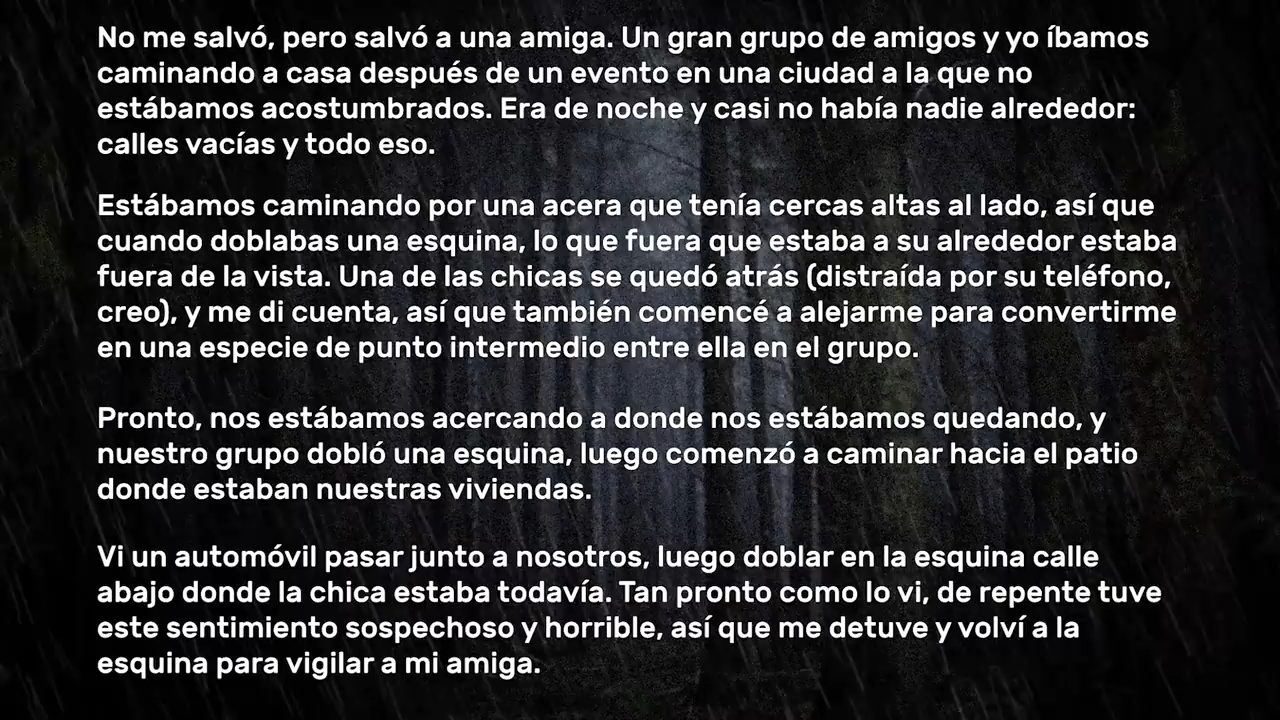 No me salvó, pero salvó a una amiga. Un gran grupo de amigos y yo íbamos
caminando a casa después de un evento en una ciudad a la que no
estábamos acostumbrados. Era de noche y casi no había nadie alrededor:
calles vacías y todo eso.
Estábamos caminando por una acera que tenía cercas altas al lado, así que
cuando doblabas una esquina, lo que fuera que estaba a su alrededor estaba
fuera de la vista. Una de las chicas se quedó atrás (distraída por su teléfono,
creo), y me di cuenta, así que también comencé a alejarme para convertirme
en una especie de punto intermedio entre ella en el grupo.
Pronto, nos estábamos acercando a donde nos estábamos quedando, y
nuestro grupo dobló una esquina, luego comenzó a caminar hacia el patio
donde estaban nuestras viviendas.
Vi un automóvil pasar junto a nosotros, luego doblar en la esquina calle
abajo donde la chica estaba todavía. Tan pronto como lo vi, de repente tuve
este sentimiento sospechoso y horrible, así que me detuve y volví a la
esquina para vigilar a mi amiga.